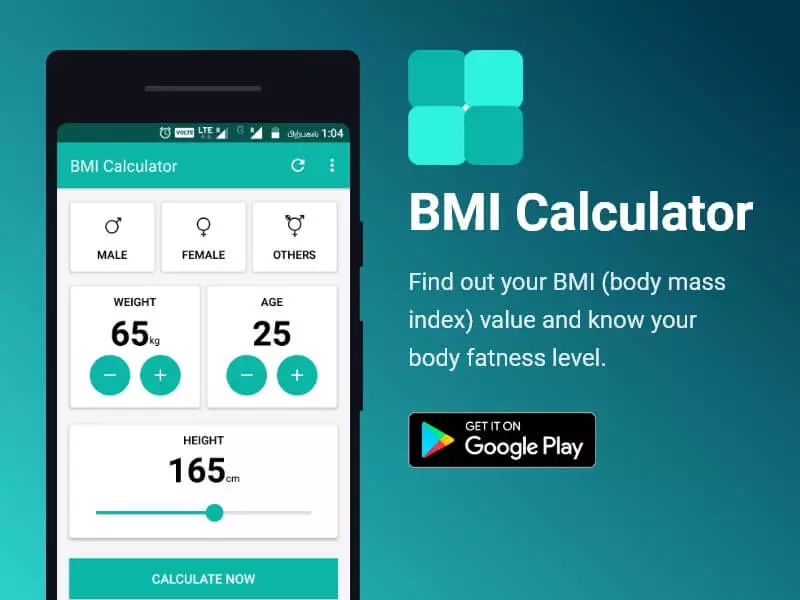 VOLTE LTE R G R பிற்பகல் 1:04
BMI Calculator
MALE FEMALE OTHERS
WEIGHT
65kg
AGE
25
HEIGHT
165cm
CALCULATE NOW
BMI Calculator
Find out your BMI (body mass
index) value and know your
body fatness level.
GET IT ON
Google Play